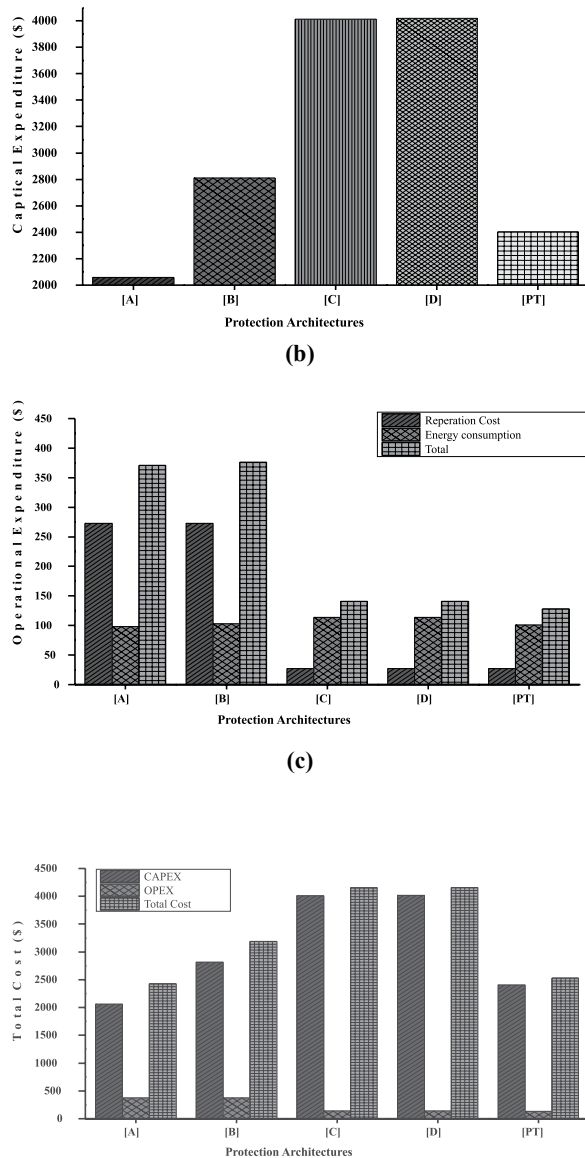 Captical Expenditure ($)
4000
3800
3600
3400
3200
3000
2800
2600
2400
2200
2000
[A] [B] [C] [D] [PT]
Protection Architectures
(b)
Operational Expenditure ($)
450
400
350
300
250
200
150
100
50
0
Reperation Cost
Energy consumption
Total
[A] [B] [C] [D] [PT]
Protection Architectures
(c)
Total Cost ($)
4500
4000
3500
3000
2500
2000
1500
1000
500
0
CAPEX
OPEX
Total Cost
[A] [B] [C] [D] [PT]
Protection Architectures